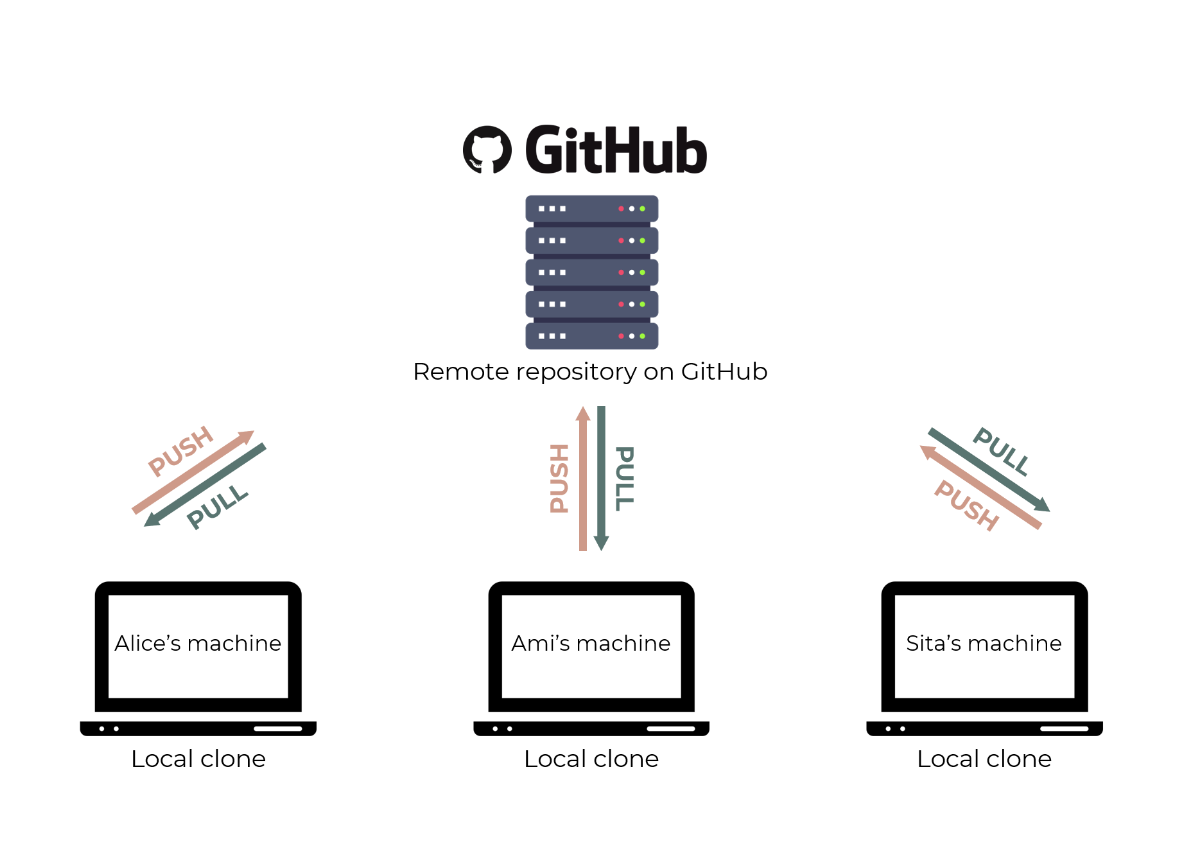 GitHub
Remote repository on GitHub
PUSH
PULL
PUSH
PULL
PULL
PUSH
Alice’s machine
Ami’s machine
Sita’s machine
Local clone
Local clone
Local clone